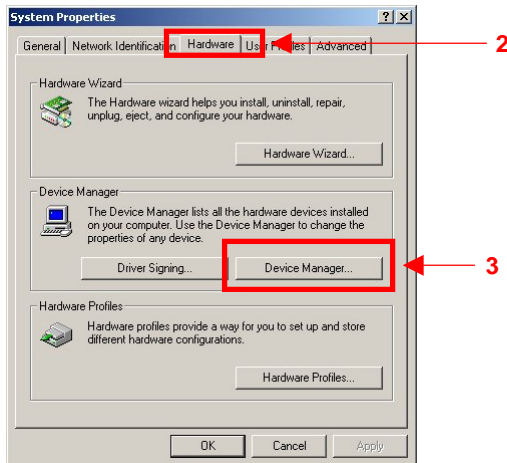 System Properties
General Network Identification Hardware User Profiles Advanced
2
Hardware Wizard
The Hardware wizard helps you install, uninstall, repair,
unplug, eject, and configure your hardware.
Hardware Wizard...
Device Manager
The Device Manager lists all the hardware devices installed
on your computer. Use the Device Manager to change the
properties of any device.
Driver Signing... Device Manager...
3
Hardware Profiles
Hardware profiles provide a way for you to set up and store
different hardware configurations.
Hardware Profiles...
OK Cancel Apply